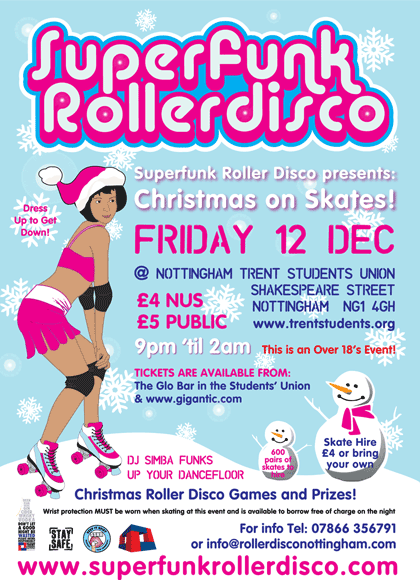 Superfunk
Rollerdisco
Superfunk Roller Disco presents:
Christmas on Skates!
Dress
Up to Get
Down!
FRIDAY 12 DEC
@ NOTTINGHAM TRENT STUDENTS UNION
SHAKESPEARE STREET
NOTTINGHAM NG1 4GH
www.trentstudents.org
£4 NUS
£5 PUBLIC
9pm 'til 2am
This is an Over 18's Event!
TICKETS ARE AVAILABLE FROM:
The Glo Bar in the Students' Union
& www.gigantic.com
600
pairs of
skates to
hire
Skate Hire
£4 or bring
your own
DJ SIMBA FUNKS
UP YOUR DANCEFLOOR
Christmas Roller Disco Games and Prizes!
Wrist protection MUST be worn when skating at this event and is available to borrow free of charge on the night
DON'T LET
A GOOD
NIGHT BE
WASTED
STAY
SAFE
For info Tel: 07866 356791
or info@rollerdisconottingham.com
www.superfunkrollerdisco.com